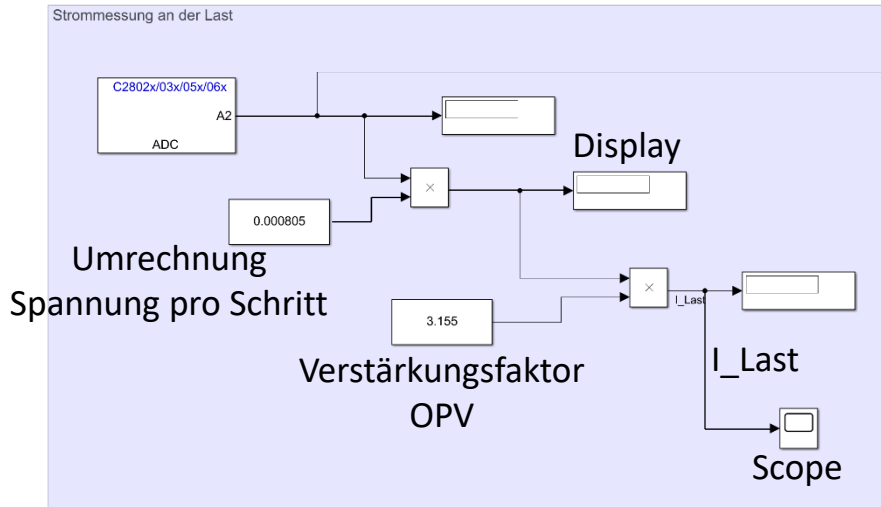 Strommessung an der Last
C2802x/03x/05x/06x
A2
ADC
Display
×
0.000805
Umrechnung
Spannung pro Schritt
×
I_Last
3.155
Verstärkungsfaktor
OPV
I_Last
Scope